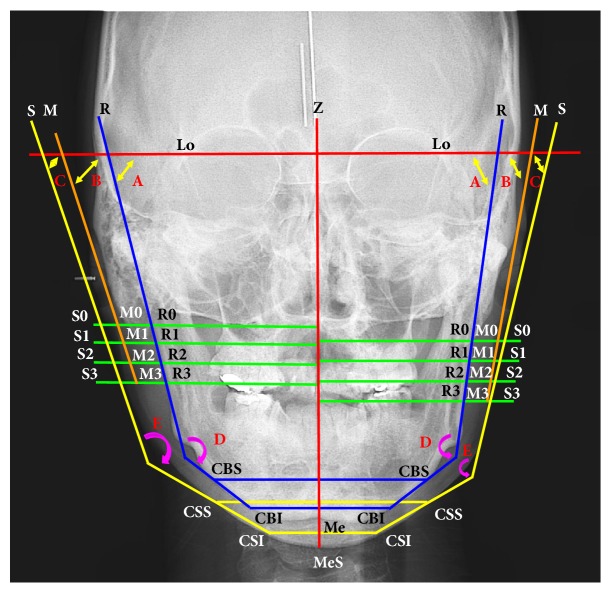 S M R Z R M S
Lo Lo
C B A A B C
S0 M0 R0
S1 M1 R1
S2 M2 R2
S3 M3 R3
R0 M0 S0
R1 M1 S1
R2 M2 S2
R3 M3 S3
E D D E
CBS CBS
CSS CBI CBI CSS
CSI Me CSI
MeS